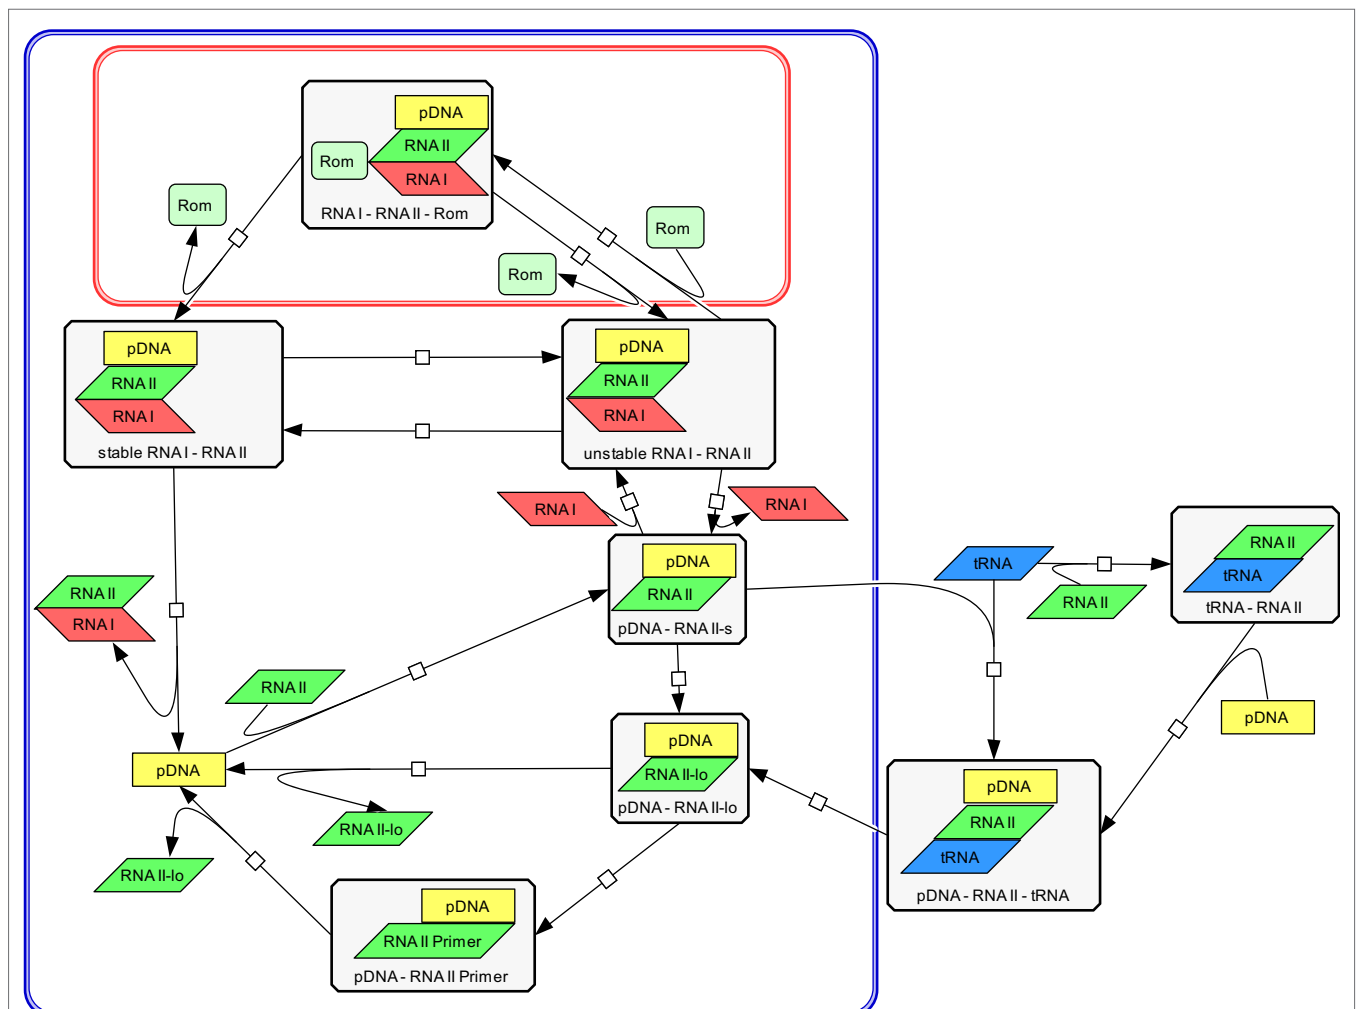 pDNA
RNA II
Rom
RNA I
RNA I - RNA II - Rom
Rom
Rom
Rom
pDNA
RNA II
RNA I
stable RNA I - RNA II
pDNA
RNA II
RNA I
unstable RNA I - RNA II
RNA I
RNA I
pDNA
RNA II
pDNA - RNA II-s
tRNA
RNA II
RNA II
tRNA
tRNA - RNA II
RNA II
RNA I
RNA II
pDNA
pDNA
RNA II-lo
pDNA - RNA II-lo
pDNA
RNA II-lo
RNA II-lo
pDNA
RNA II
tRNA
pDNA - RNA II - tRNA
pDNA
RNA II Primer
pDNA - RNA II Primer